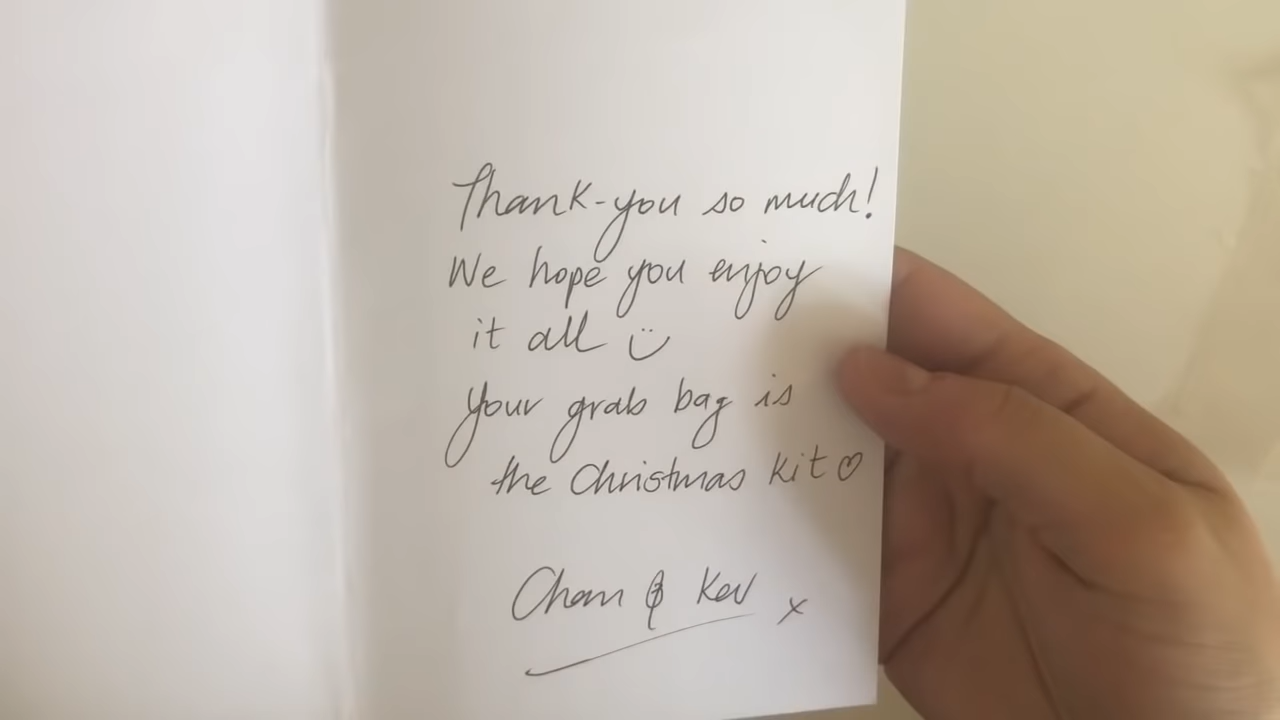 Thank-you so much!
We hope you enjoy
it all ☺
Your grab bag is
the Christmas kit ♡
Cham & Kev x